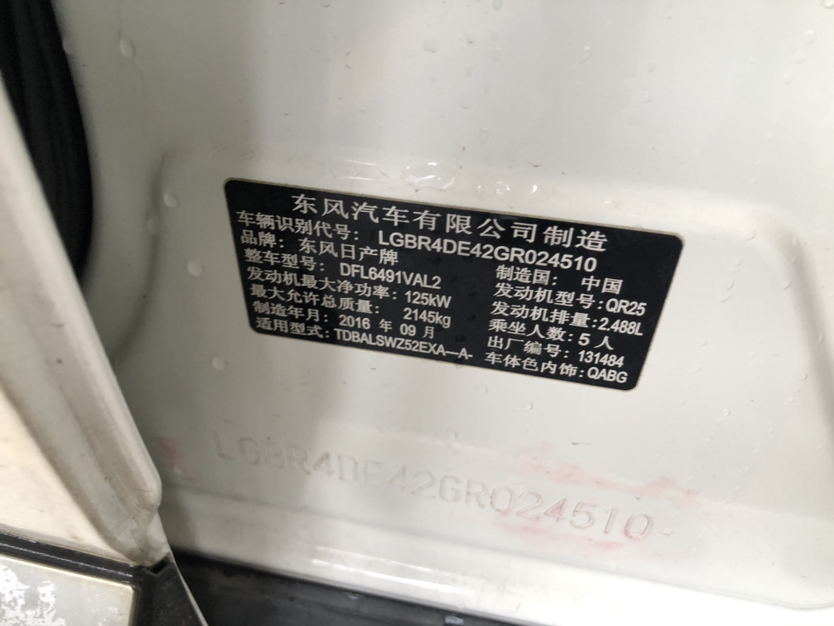 东风汽车有限公司制造
车辆识别代号: LGBR4DE42GR024510
品牌: 东风日产牌 制造国: 中国
整车型号: DFL6491VAL2 发动机型号: QR25
发动机最大净功率: 125kW 发动机排量: 2.488L
最大允许总质量: 2145kg 乘坐人数: 5 人
制造年月: 2016 年 09 月 出厂编号: 131484
适用型式: TDBALSWZ52EXA—A- 车体色内饰: QABG
LGBR4DE42GR024510